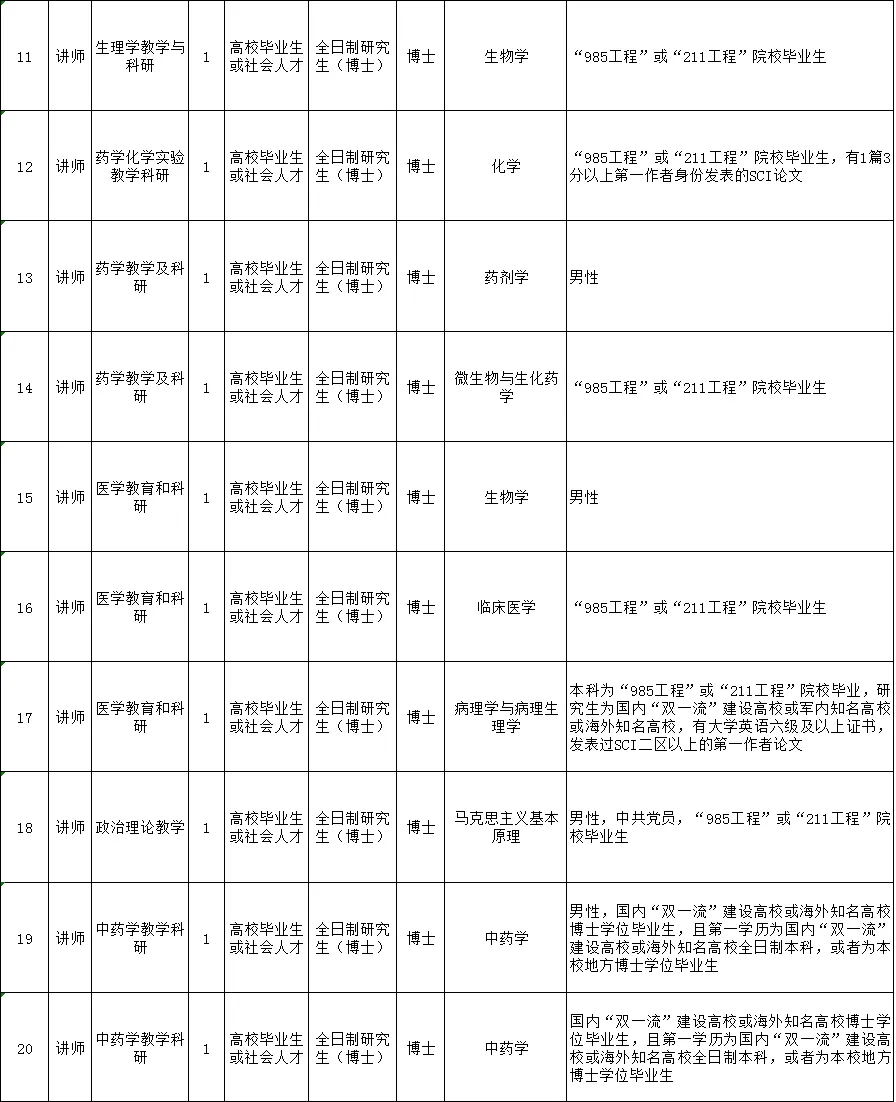 11 讲师 生理学教学与科研 1 高校毕业生或社会人才 全日制研究生（博士） 博士 生物学 “985工程”或“211工程”院校毕业生
12 讲师 药学化学实验教学科研 1 高校毕业生或社会人才 全日制研究生（博士） 博士 化学 “985工程”或“211工程”院校毕业生，有1篇3分以上第一作者身份发表的SCI论文
13 讲师 药学教学及科研 1 高校毕业生或社会人才 全日制研究生（博士） 博士 药剂学 男性
14 讲师 药学教学及科研 1 高校毕业生或社会人才 全日制研究生（博士） 博士 微生物与生化药学 “985工程”或“211工程”院校毕业生
15 讲师 医学教育和科研 1 高校毕业生或社会人才 全日制研究生（博士） 博士 生物学 男性
16 讲师 医学教育和科研 1 高校毕业生或社会人才 全日制研究生（博士） 博士 临床医学 “985工程”或“211工程”院校毕业生
17 讲师 医学教育和科研 1 高校毕业生或社会人才 全日制研究生（博士） 博士 病理学与病理生理学 本科为“985工程”或“211工程”院校毕业，研究生为国内“双一流”建设高校或军内知名高校或海外知名高校，有大学英语六级及以上证书，发表过SCI二区以上的第一作者论文
18 讲师 政治理论教学 1 高校毕业生或社会人才 全日制研究生（博士） 博士 马克思主义基本原理 男性，中共党员，“985工程”或“211工程”院校毕业生
19 讲师 中药学教学科研 1 高校毕业生或社会人才 全日制研究生（博士） 博士 中药学 男性，国内“双一流”建设高校或海外知名高校博士学位毕业生，且第一学历为国内“双一流”建设高校或海外知名高校全日制本科，或者为本校地方博士学位毕业生
20 讲师 中药学教学科研 1 高校毕业生或社会人才 全日制研究生（博士） 博士 中药学 国内“双一流”建设高校或海外知名高校博士学位毕业生，且第一学历为国内“双一流”建设高校或海外知名高校全日制本科，或者为本校地方博士学位毕业生